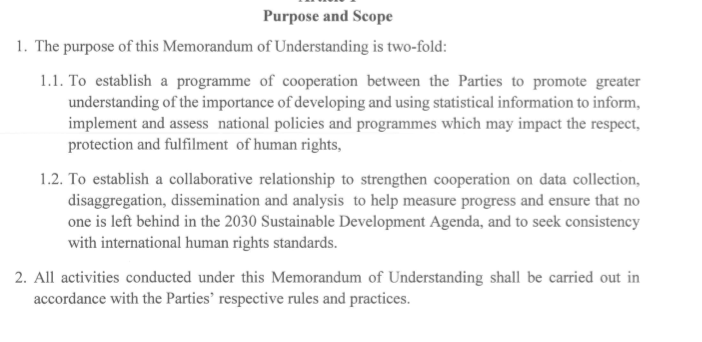 Purpose and Scope
1. The purpose of this Memorandum of Understanding is two-fold:
1.1. To establish a programme of cooperation between the Parties to promote greater
understanding of the importance of developing and using statistical information to inform,
implement and assess national policies and programmes which may impact the respect,
protection and fulfilment of human rights,
1.2. To establish a collaborative relationship to strengthen cooperation on data collection,
disaggregation, dissemination and analysis to help measure progress and ensure that no
one is left behind in the 2030 Sustainable Development Agenda, and to seek consistency
with international human rights standards.
2. All activities conducted under this Memorandum of Understanding shall be carried out in
accordance with the Parties’ respective rules and practices.